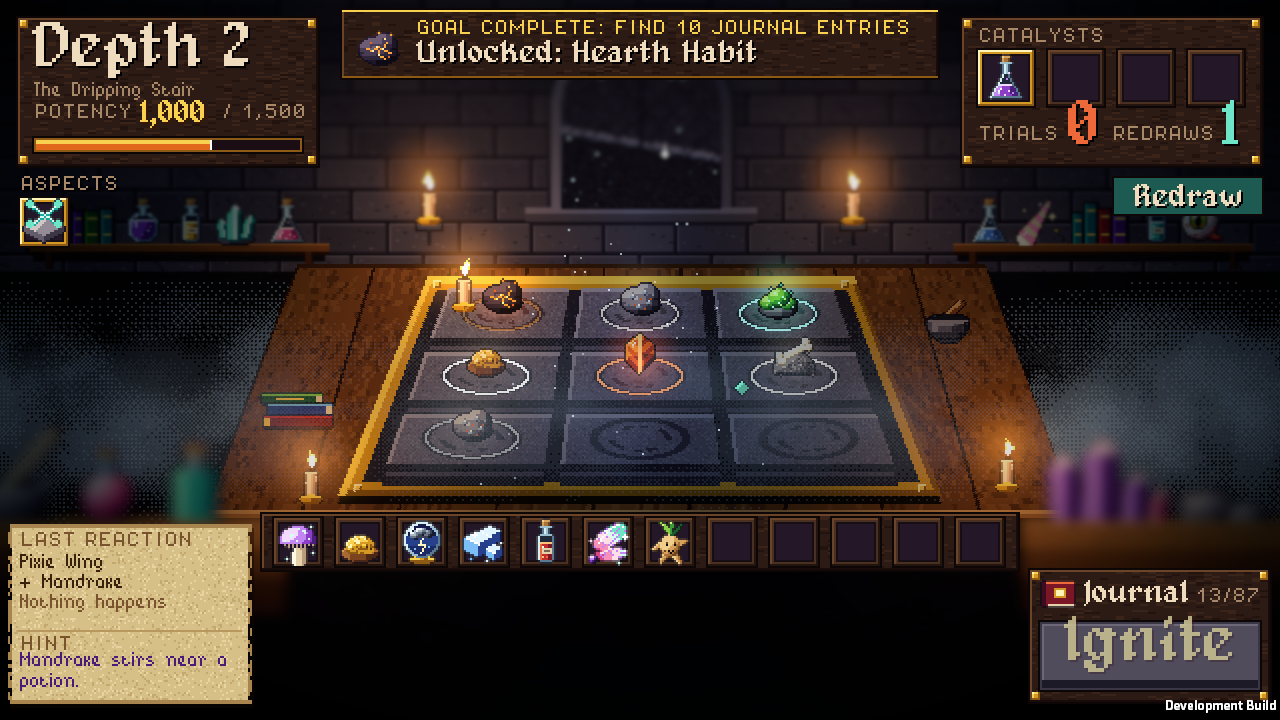 Depth 2
The Dripping Stair
POTENCY 1,000 / 1,500
ASPECTS
GOAL COMPLETE: FIND 10 JOURNAL ENTRIES
Unlocked: Hearth Habit
CATALYSTS
TRIALS 0 REDRAWS 1
Redraw
LAST REACTION
Pixie Wing
+ Mandrake
Nothing happens
HINT
Mandrake stirs near a
potion.
Journal 13/87
Ignite
Development Build